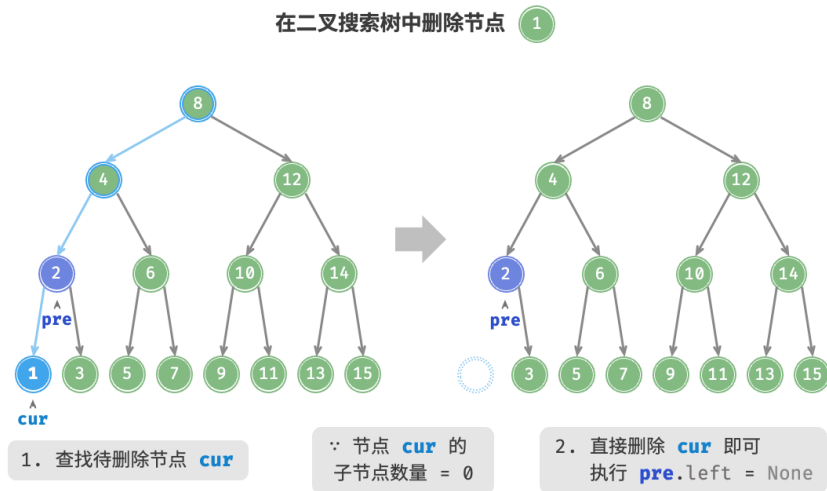 在二叉搜索树中删除节点 1
8 8
4 12 4 12
2 6 10 14 2 6 10 14
pre pre
1 3 5 7 9 11 13 15 3 5 7 9 11 13 15
cur
1. 查找待删除节点 cur
∵ 节点 cur 的
子节点数量 = 0
2. 直接删除 cur 即可
执行 pre.left = None